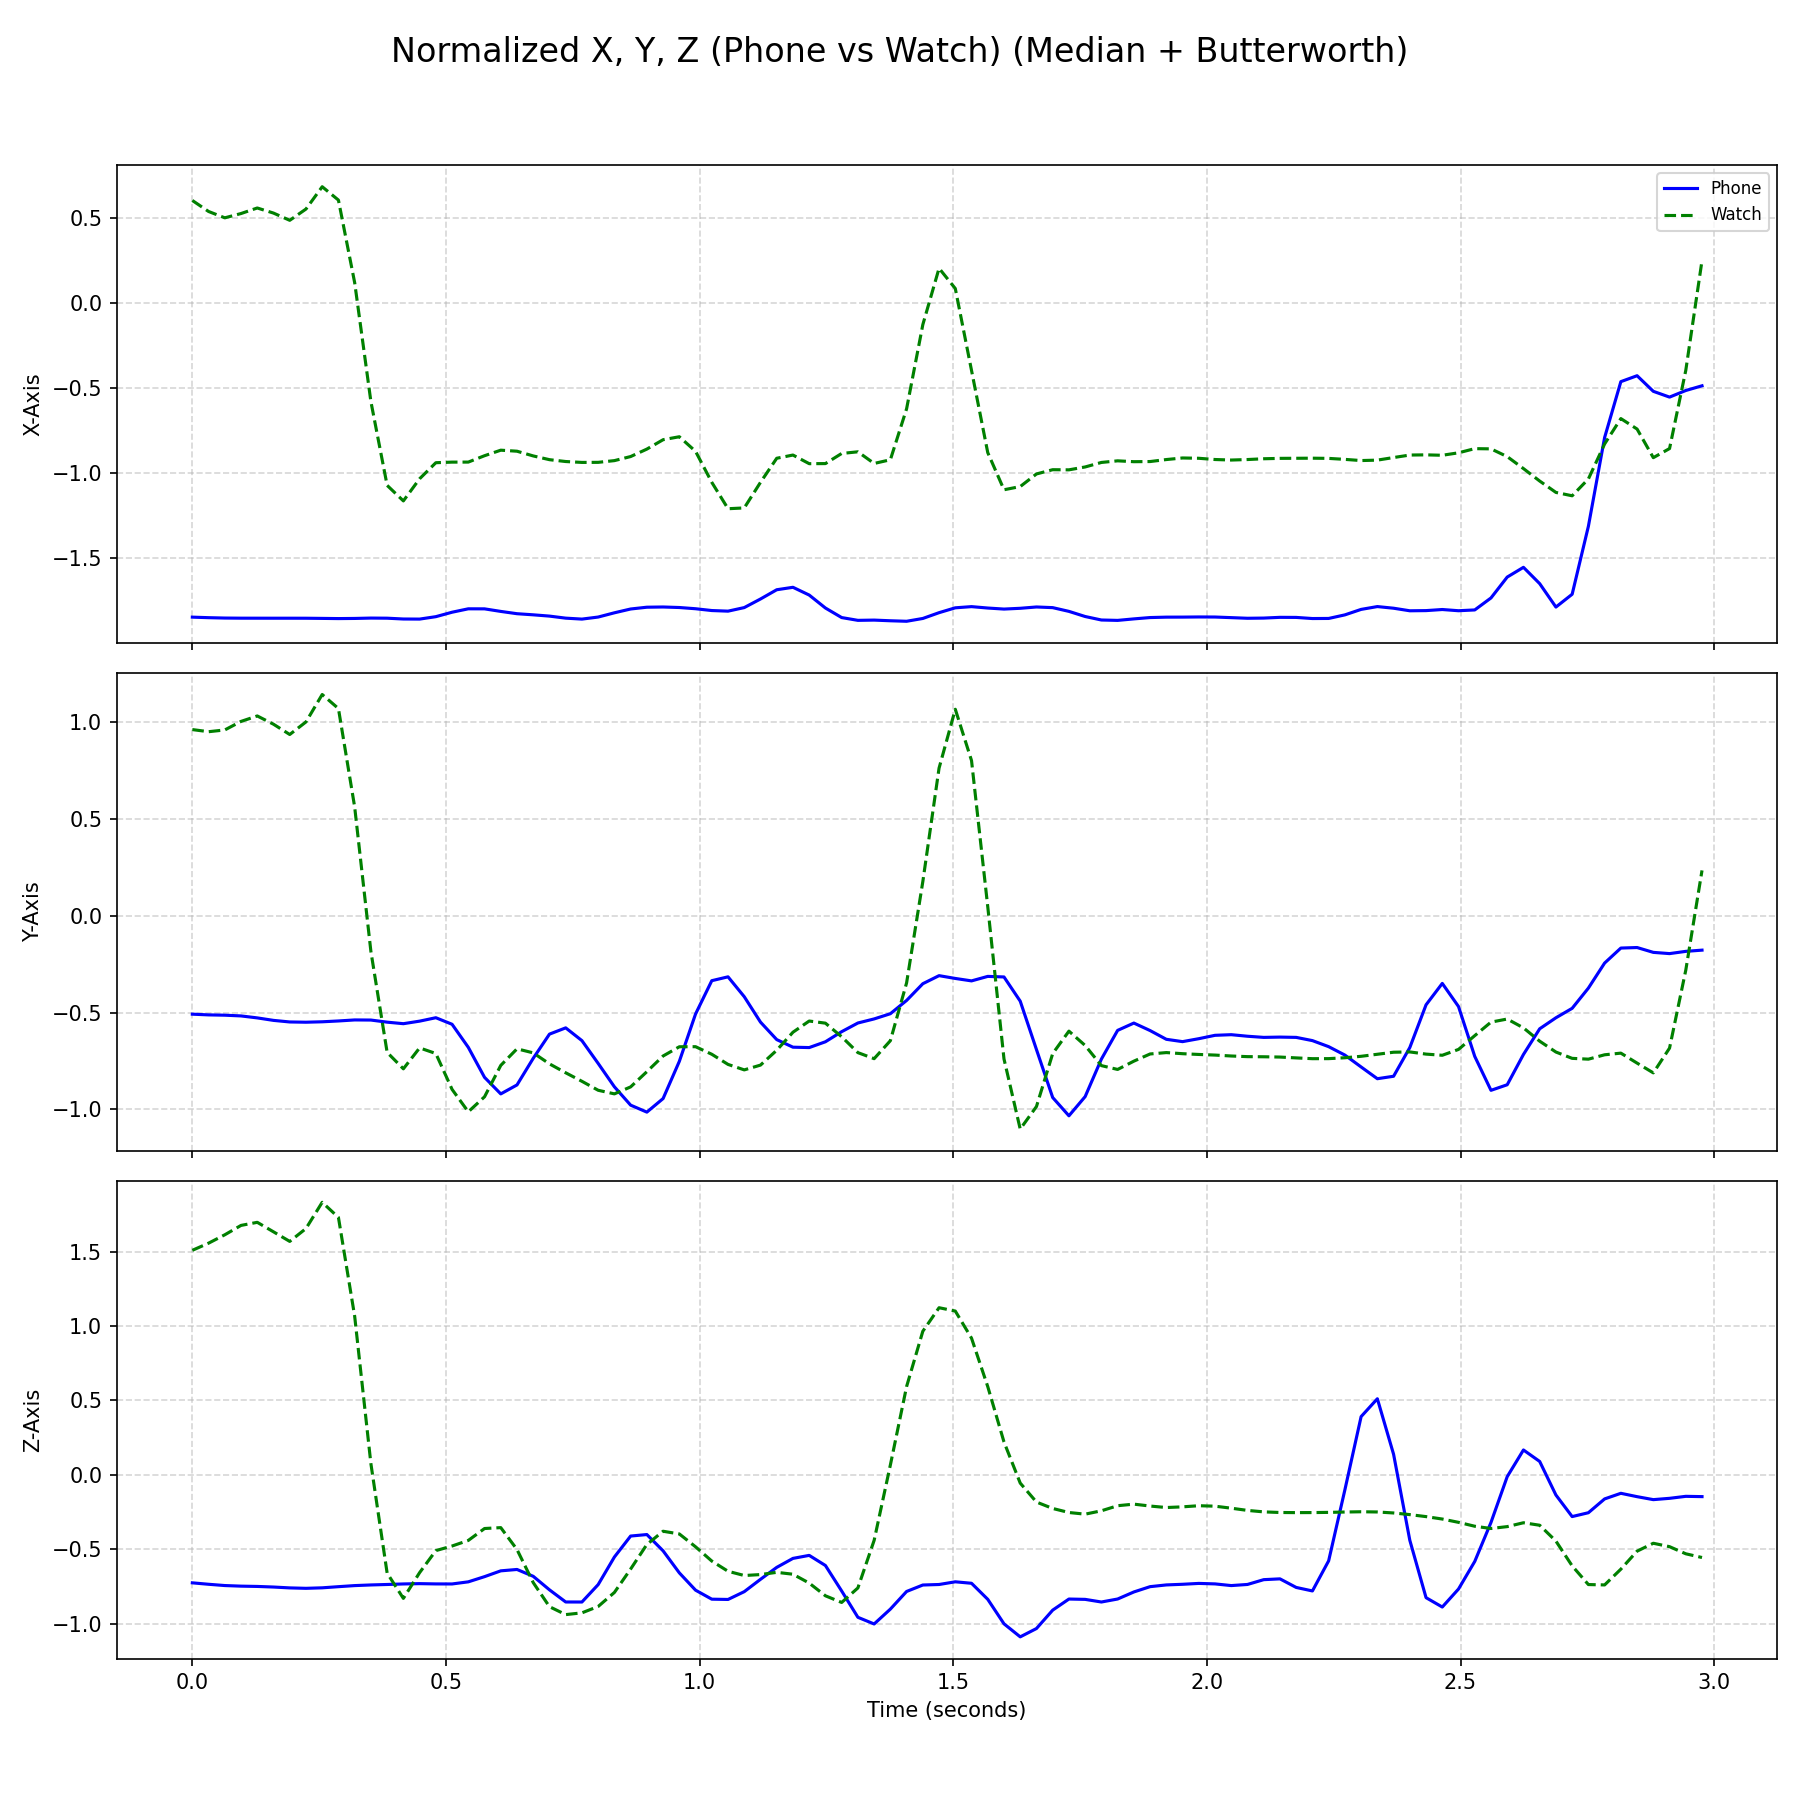 Normalized X, Y, Z (Phone vs Watch) (Median + Butterworth)
Phone
Watch
X-Axis
0.5
0.0
−0.5
−1.0
−1.5
Y-Axis
1.0
0.5
0.0
−0.5
−1.0
Z-Axis
1.5
1.0
0.5
0.0
−0.5
−1.0
0.0 0.5 1.0 1.5 2.0 2.5 3.0
Time (seconds)